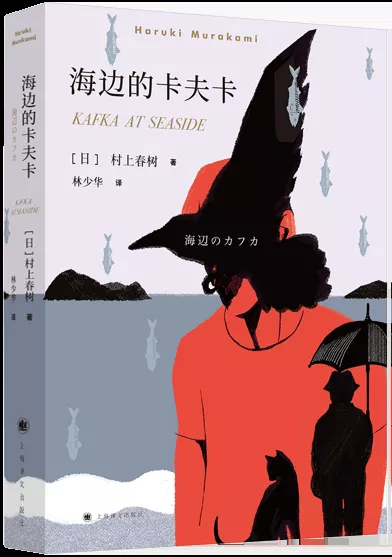 Haruki Murakami
海边的卡夫卡
KAFKA AT SEASIDE
[日] 村上春树 著
林少华 译
海辺のカフカ
上海译文出版社
海边的卡夫卡
海辺のカフカ
KAFKA
AT SEASIDE
[日] 村上春树 著
林少华 译
上海译文出版社